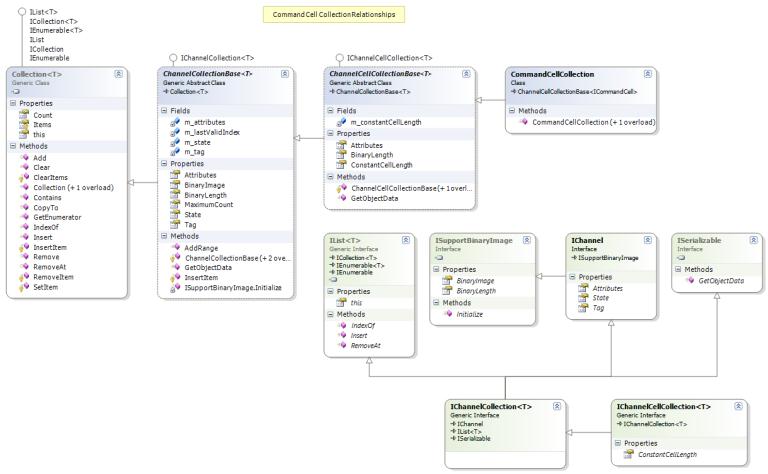 CommandCell CollectionRelationships
IList<T>
ICollection<T>
IEnumerable<T>
IList
ICollection
IEnumerable
Collection<T>
Generic Class
Properties
Count
Items
this
Methods
Add
Clear
ClearItems
Collection (+ 1 overload)
Contains
CopyTo
GetEnumerator
IndexOf
Insert
InsertItem
Remove
RemoveAt
RemoveItem
SetItem
IChannelCollection<T>
ChannelCollectionBase<T>
Generic Abstract Class
Collection<T>
Fields
m_attributes
m_lastValidIndex
m_state
m_tag
Properties
Attributes
BinaryImage
BinaryLength
MaximumCount
State
Tag
Methods
AddRange
ChannelCollectionBase (+ 2 ove...
GetObjectData
InsertItem
ISupportBinaryImage.Initialize
IChannelCellCollection<T>
ChannelCellCollectionBase<T>
Generic Abstract Class
ChannelCollectionBase<T>
Fields
m_constantCellLength
Properties
Attributes
BinaryLength
ConstantCellLength
Methods
ChannelCellCollectionBase (+ 1 overl...
GetObjectData
CommandCellCollection
Class
ChannelCellCollectionBase<ICommandCell>
Methods
CommandCellCollection (+ 1 overload)
IList<T>
Generic Interface
ICollection<T>
IEnumerable<T>
IEnumerable
Properties
this
Methods
IndexOf
Insert
RemoveAt
ISupportBinaryImage
Interface
Properties
BinaryImage
BinaryLength
Methods
Initialize
IChannel
Interface
ISupportBinaryImage
Properties
Attributes
State
Tag
ISerializable
Interface
Methods
GetObjectData
IChannelCollection<T>
Generic Interface
IChannel
IList<T>
ISerializable
IChannelCellCollection<T>
Generic Interface
IChannelCollection<T>
Properties
ConstantCellLength